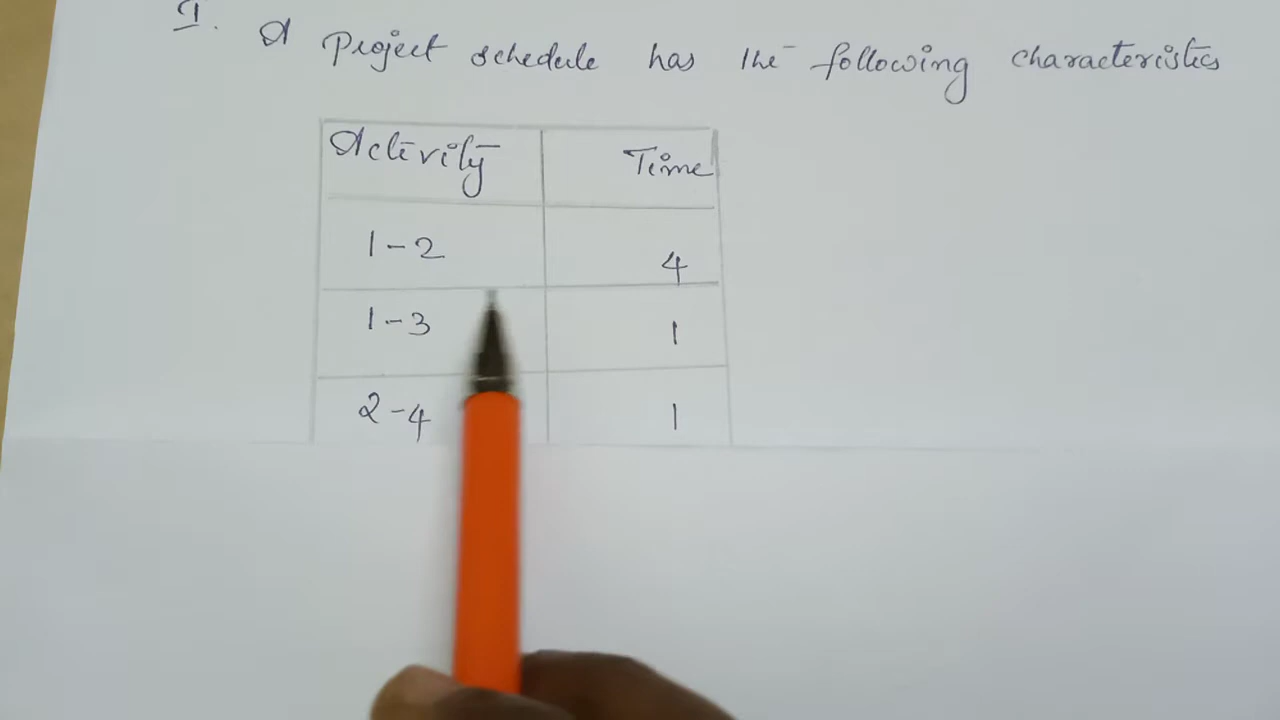 I. A Project schedule has the following characteristics
Activity Time
1-2 4
1-3 1
2-4 1